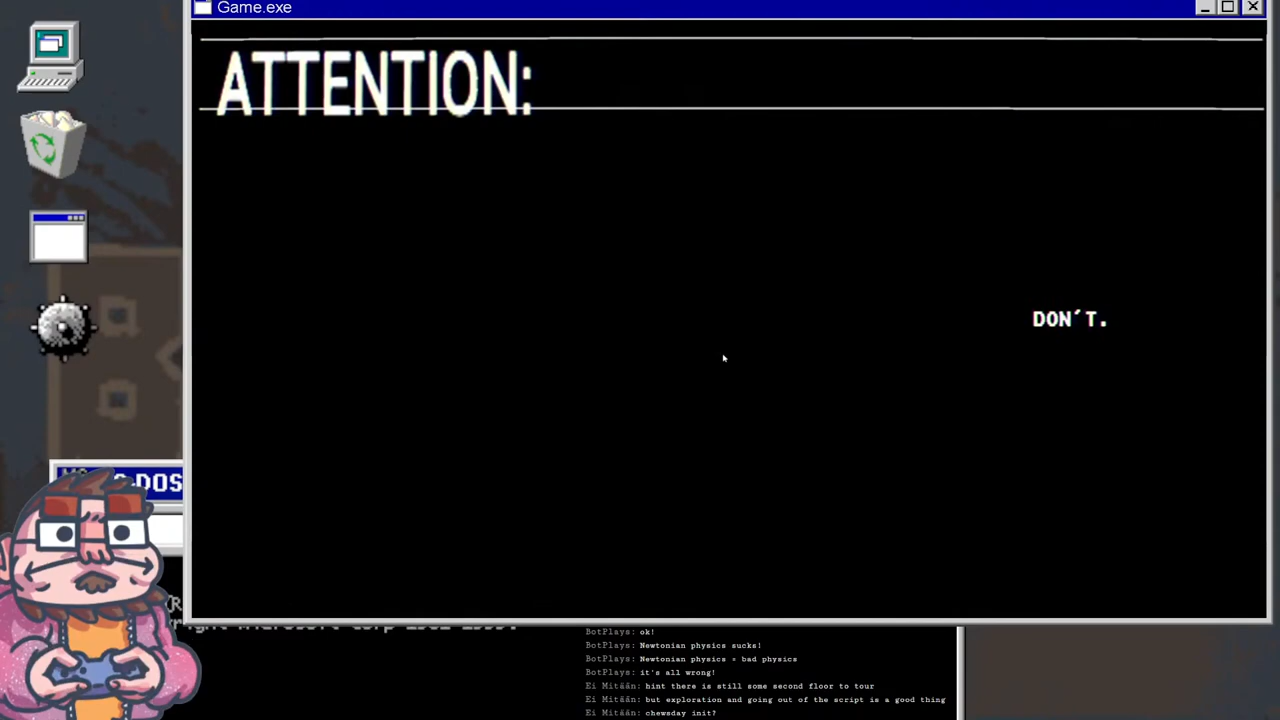 Game.exe
ATTENTION:
DON´T.
DOS
BotPlays: ok!
BotPlays: Newtonian physics sucks!
BotPlays: Newtonian physics = bad physics
BotPlays: it's all wrong!
Ei Mitään: hint there is still some second floor to tour
Ei Mitään: but exploration and going out of the script is a good thing
Ei Mitään: chewsday init?